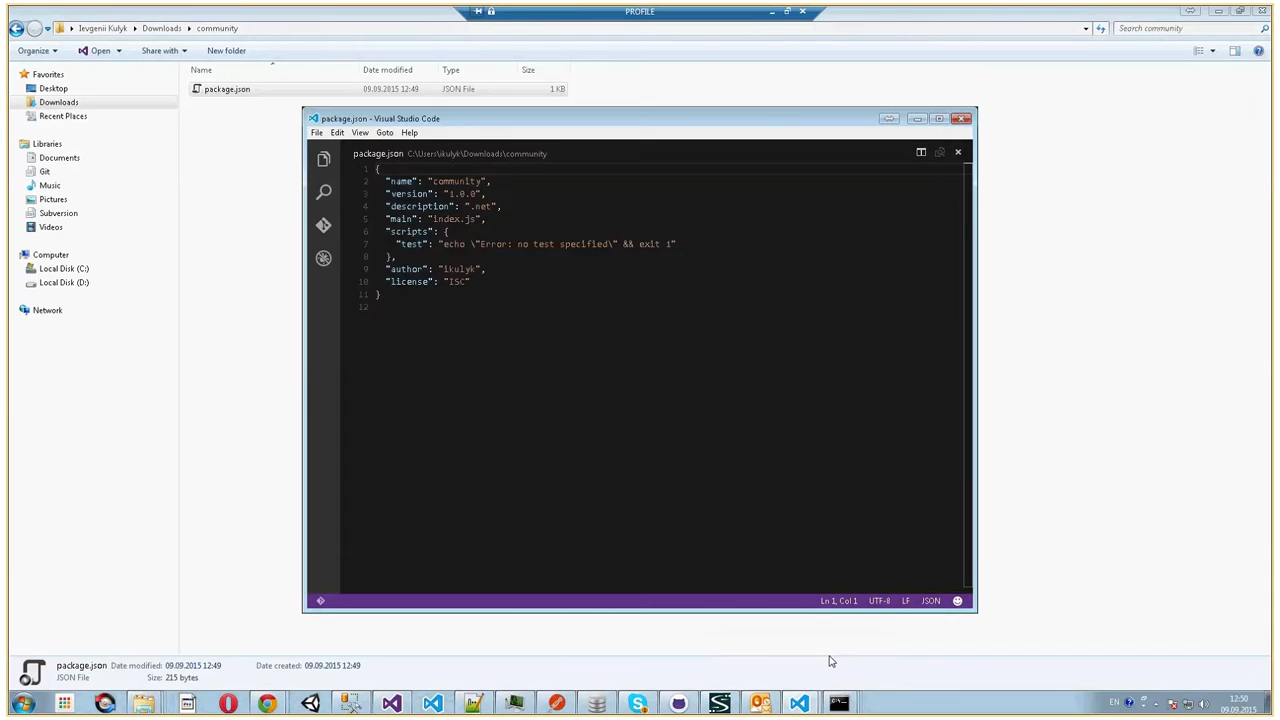 PROFILE
Ievgenii Kulyk
Downloads
community
Search community
Organize
Open
Share with
New folder
Favorites
Desktop
Downloads
Recent Places
Libraries
Documents
Git
Music
Pictures
Subversion
Videos
Computer
Local Disk (C:)
Local Disk (D:)
Network
Name
Date modified
Type
Size
package.json
09.09.2015 12:49
JSON File
1 KB
package.json - Visual Studio Code
File Edit View Goto Help
package.json C:\Users\ikulyk\Downloads\community
1 {
2 "name": "community",
3 "version": "1.0.0",
4 "description": ".net",
5 "main": "index.js",
6 "scripts": {
7 "test": "echo \"Error: no test specified\" && exit 1"
8 },
9 "author": "ikulyk",
10 "license": "ISC"
11 }
12
Ln 1, Col 1 UTF-8 LF JSON
package.json Date modified: 09.09.2015 12:49 Date created: 09.09.2015 12:49
JSON File Size: 215 bytes
EN
12:50
09.09.2015